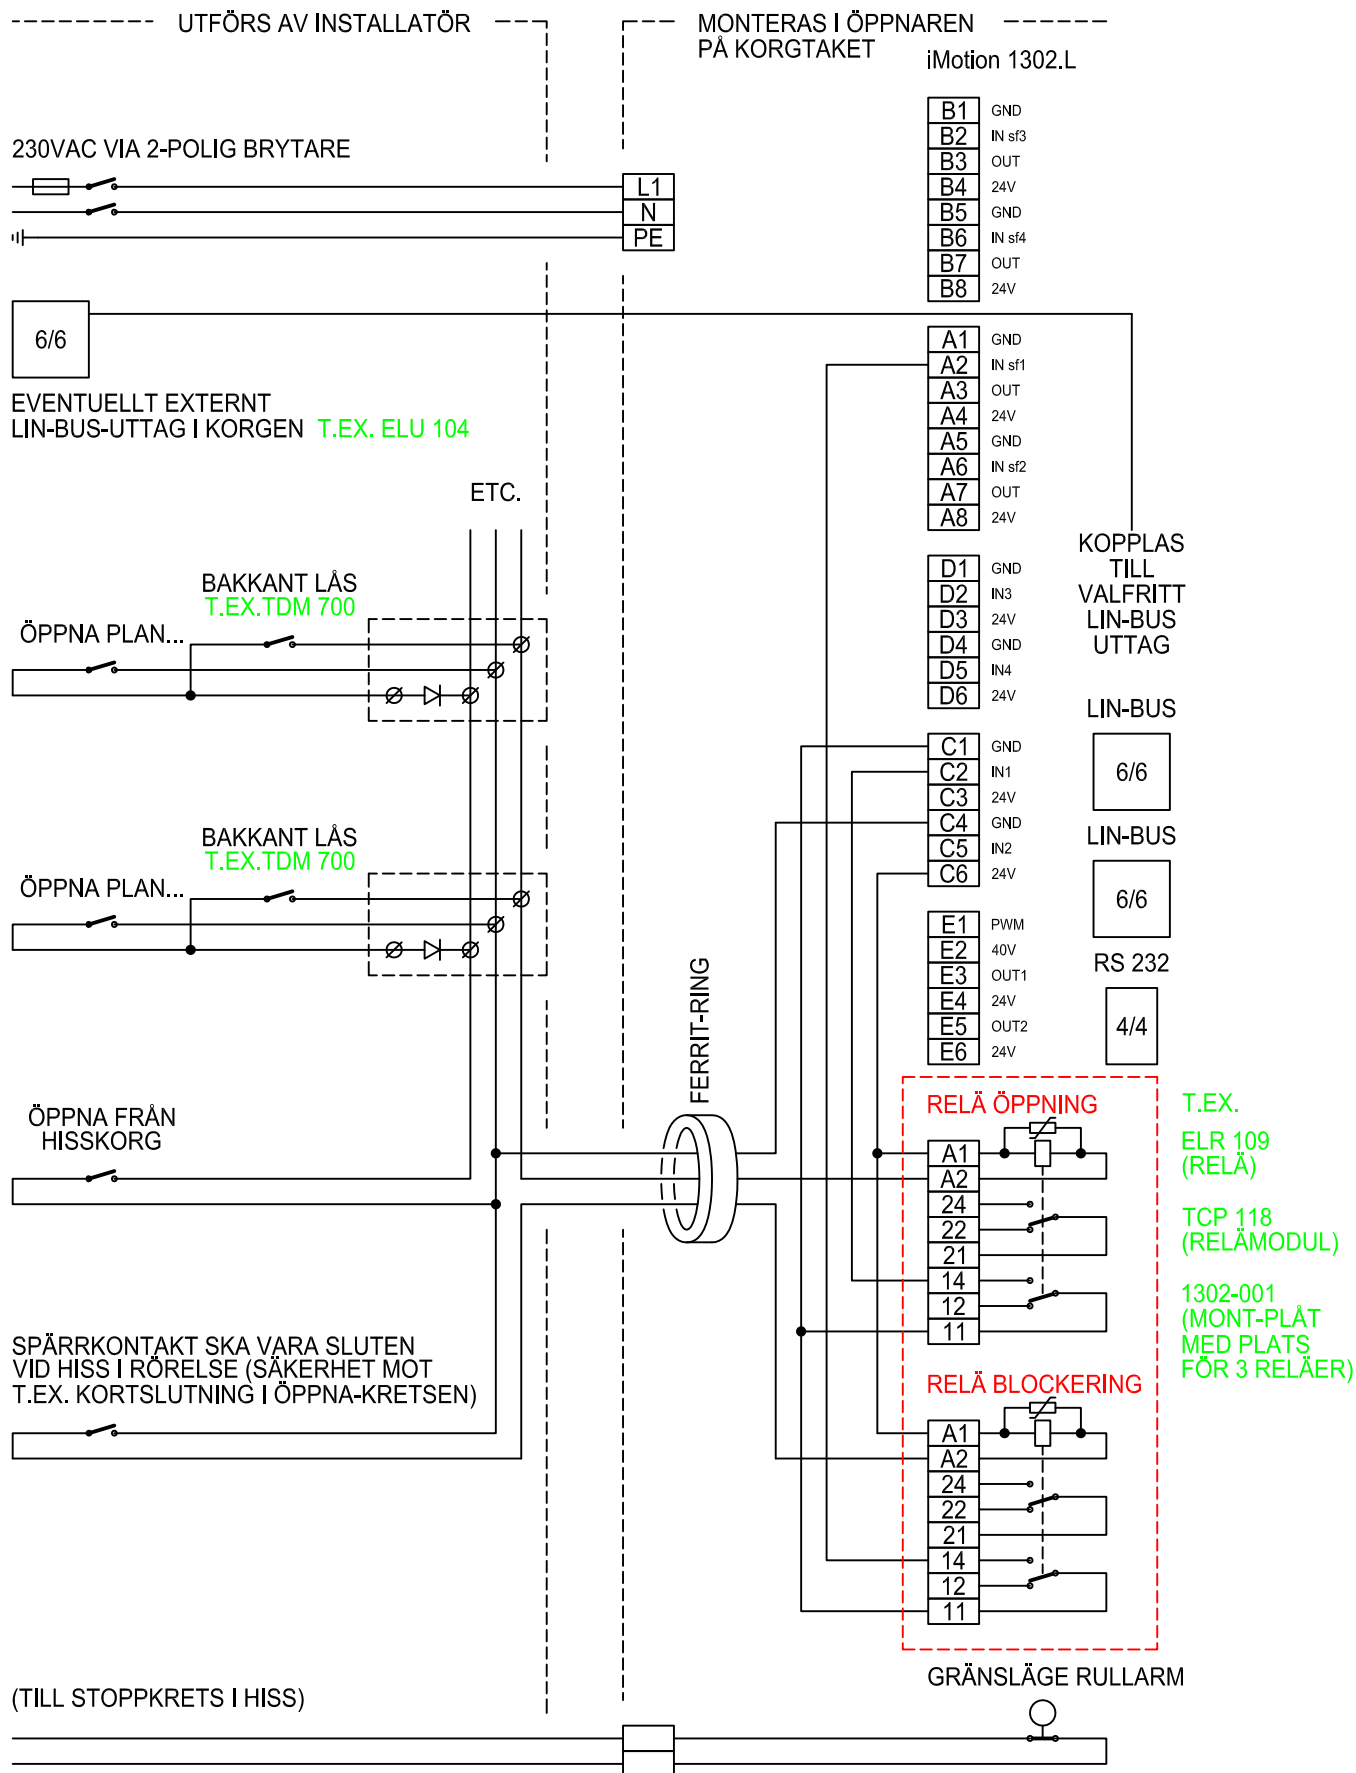 UTFÖRS AV INSTALLATÖR
MONTERAS I ÖPPNAREN
PÅ KORGTAKET
iMotion 1302.L
230VAC VIA 2-POLIG BRYTARE
L1
N
PE
B1 GND
B2 IN sf3
B3 OUT
B4 24V
B5 GND
B6 IN sf4
B7 OUT
B8 24V
6/6
EVENTUELLT EXTERNT
LIN-BUS-UTTAG I KORGEN T.EX. ELU 104
A1 GND
A2 IN sf1
A3 OUT
A4 24V
A5 GND
A6 IN sf2
A7 OUT
A8 24V
ETC.
KOPPLAS
TILL
VALFRITT
LIN-BUS
UTTAG
BAKKANT LÅS
T.EX.TDM 700
ÖPPNA PLAN...
D1 GND
D2 IN3
D3 24V
D4 GND
D5 IN4
D6 24V
LIN-BUS
6/6
C1 GND
C2 IN1
C3 24V
C4 GND
C5 IN2
C6 24V
BAKKANT LÅS
T.EX.TDM 700
ÖPPNA PLAN...
LIN-BUS
6/6
E1 PWM
E2 40V
E3 OUT1
E4 24V
E5 OUT2
E6 24V
RS 232
4/4
FERRIT-RING
ÖPPNA FRÅN
HISSKORG
RELÄ ÖPPNING
A1
A2
24
22
21
14
12
11
T.EX.
ELR 109
(RELÄ)
TCP 118
(RELÄMODUL)
1302-001
(MONT-PLÅT
MED PLATS
FÖR 3 RELÄER)
SPÄRRKONTAKT SKA VARA SLUTEN
VID HISS I RÖRELSE (SÄKERHET MOT
T.EX. KORTSLUTNING I ÖPPNA-KRETSEN)
RELÄ BLOCKERING
A1
A2
24
22
21
14
12
11
GRÄNSLÄGE RULLARM
(TILL STOPPKRETS I HISS)